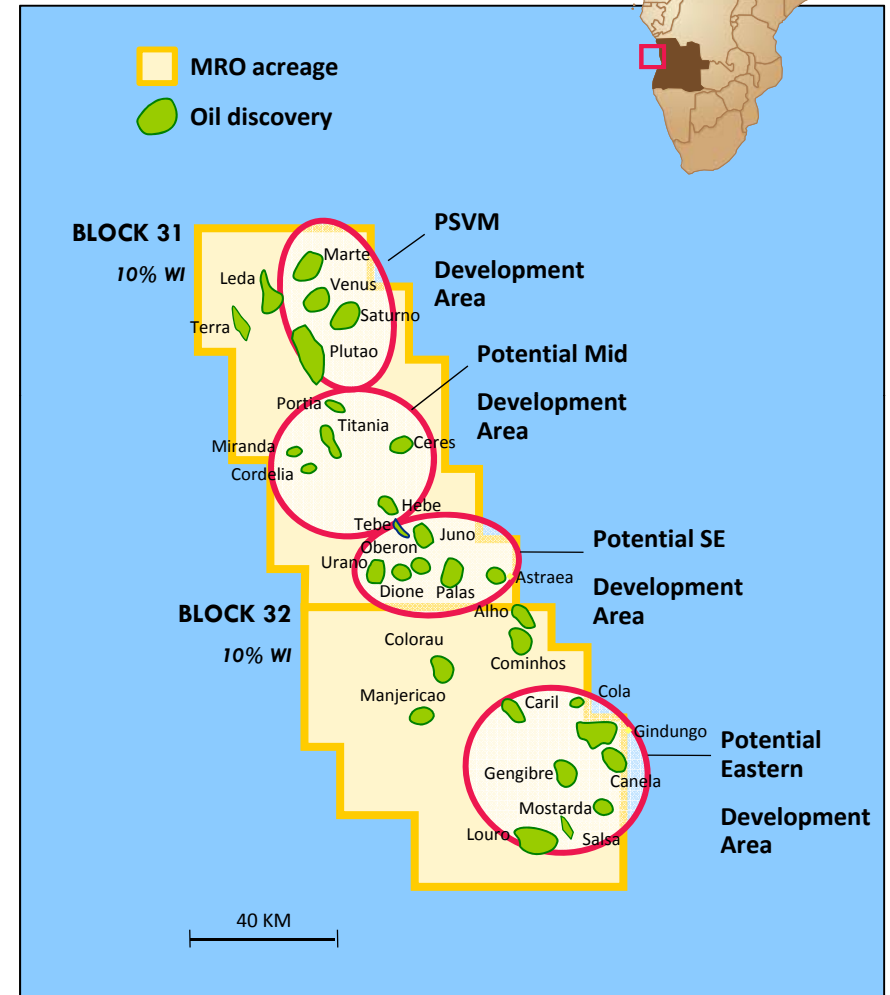 MRO acreage
Oil discovery
BLOCK 31
10% WI
PSVM
Development
Area
Marte
Leda
Venus
Saturno
Terra
Plutao
Potential Mid
Development
Area
Portia
Titania
Miranda
Ceres
Cordelia
Hebe
Tebe
Juno
Oberon
Urano
Dione
Palas
Astraea
Potential SE
Development
Area
BLOCK 32
10% WI
Alho
Colorau
Cominhos
Manjericao
Caril
Cola
Gindungo
Gengibre
Canela
Mostarda
Louro
Salsa
Potential
Eastern
Development
Area
40 KM